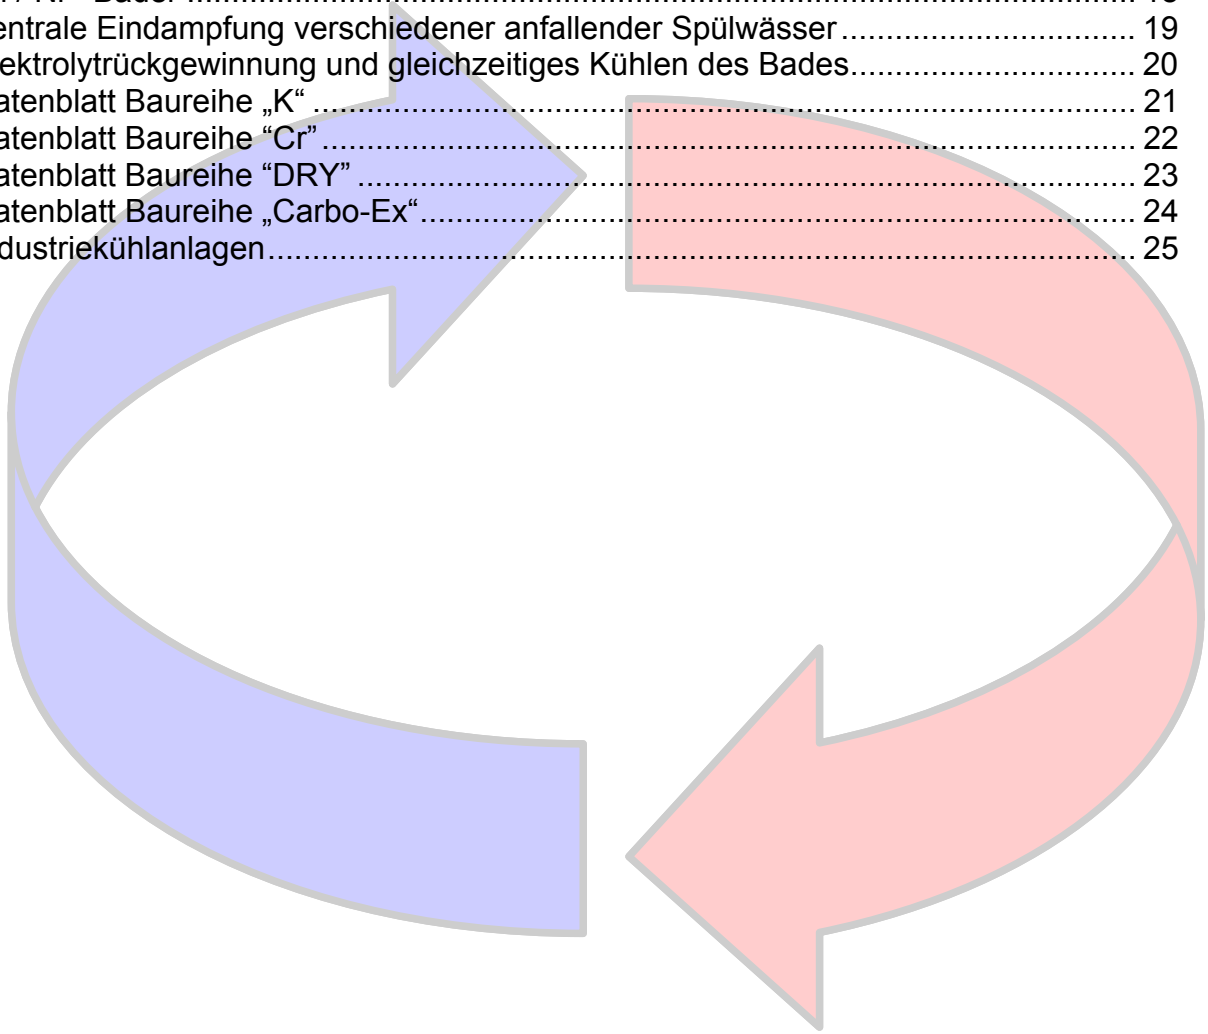 entrale Eindampfung verschiedener anfallender Spülwässer ................................ 19
ektrolytrückgewinnung und gleichzeitiges Kühlen des Bades............................... 20
atenblatt Baureihe „K“ ............................................................................................ 21
atenblatt Baureihe “Cr” ........................................................................................... 22
atenblatt Baureihe “DRY” ....................................................................................... 23
atenblatt Baureihe „Carbo-Ex“................................................................................ 24
dustriekühlanlagen................................................................................................. 25